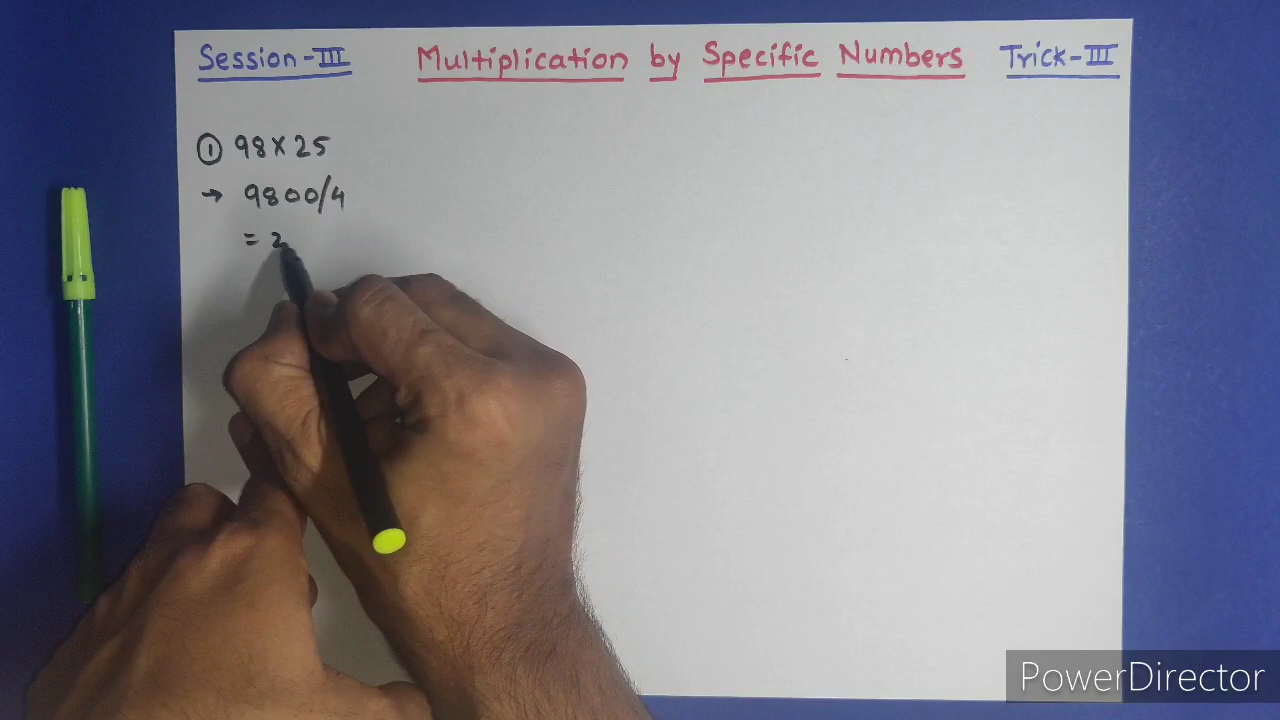 Session-III Multiplication by Specific Numbers Trick-III
① 98×25
→ 9800/4
= 2
PowerDirector